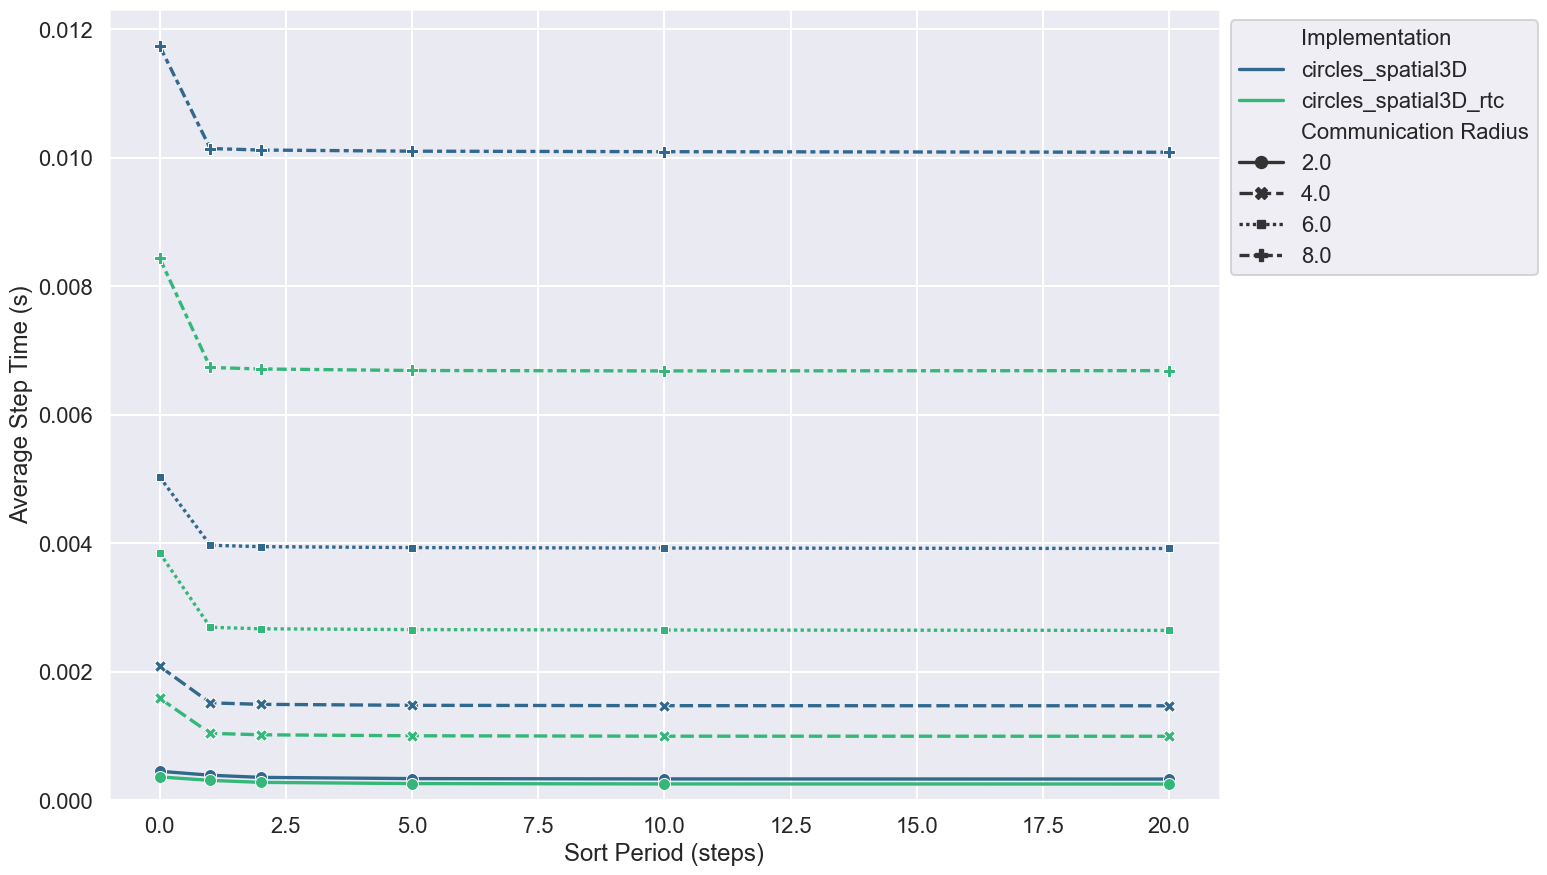 0.012
0.010
0.008
0.006
0.004
0.002
0.000
Average Step Time (s)
0.0 2.5 5.0 7.5 10.0 12.5 15.0 17.5 20.0
Sort Period (steps)
Implementation
circles_spatial3D
circles_spatial3D_rtc
Communication Radius
2.0
4.0
6.0
8.0